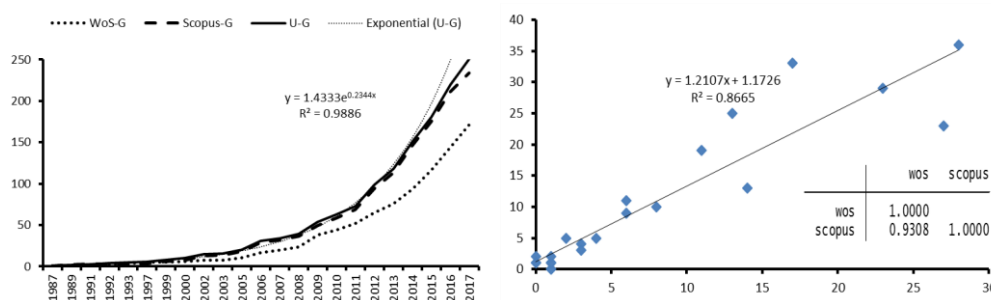 WoS-G Scopus-G U-G Exponential (U-G)
250
200
150
100
50
0
y = 1.4333e^0.2344x
R² = 0.9886
1987 1989 1991 1992 1993 1994 1997 1998 1999 2000 2002 2004 2005 2006 2007 2008 2009 2010 2011 2012 2013 2014 2015 2016 2017
40
35
30
25
20
15
10
5
0
y = 1.2107x + 1.1726
R² = 0.8665
wos scopus
wos 1.0000
scopus 0.9308 1.0000
0 5 10 15 20 25 30